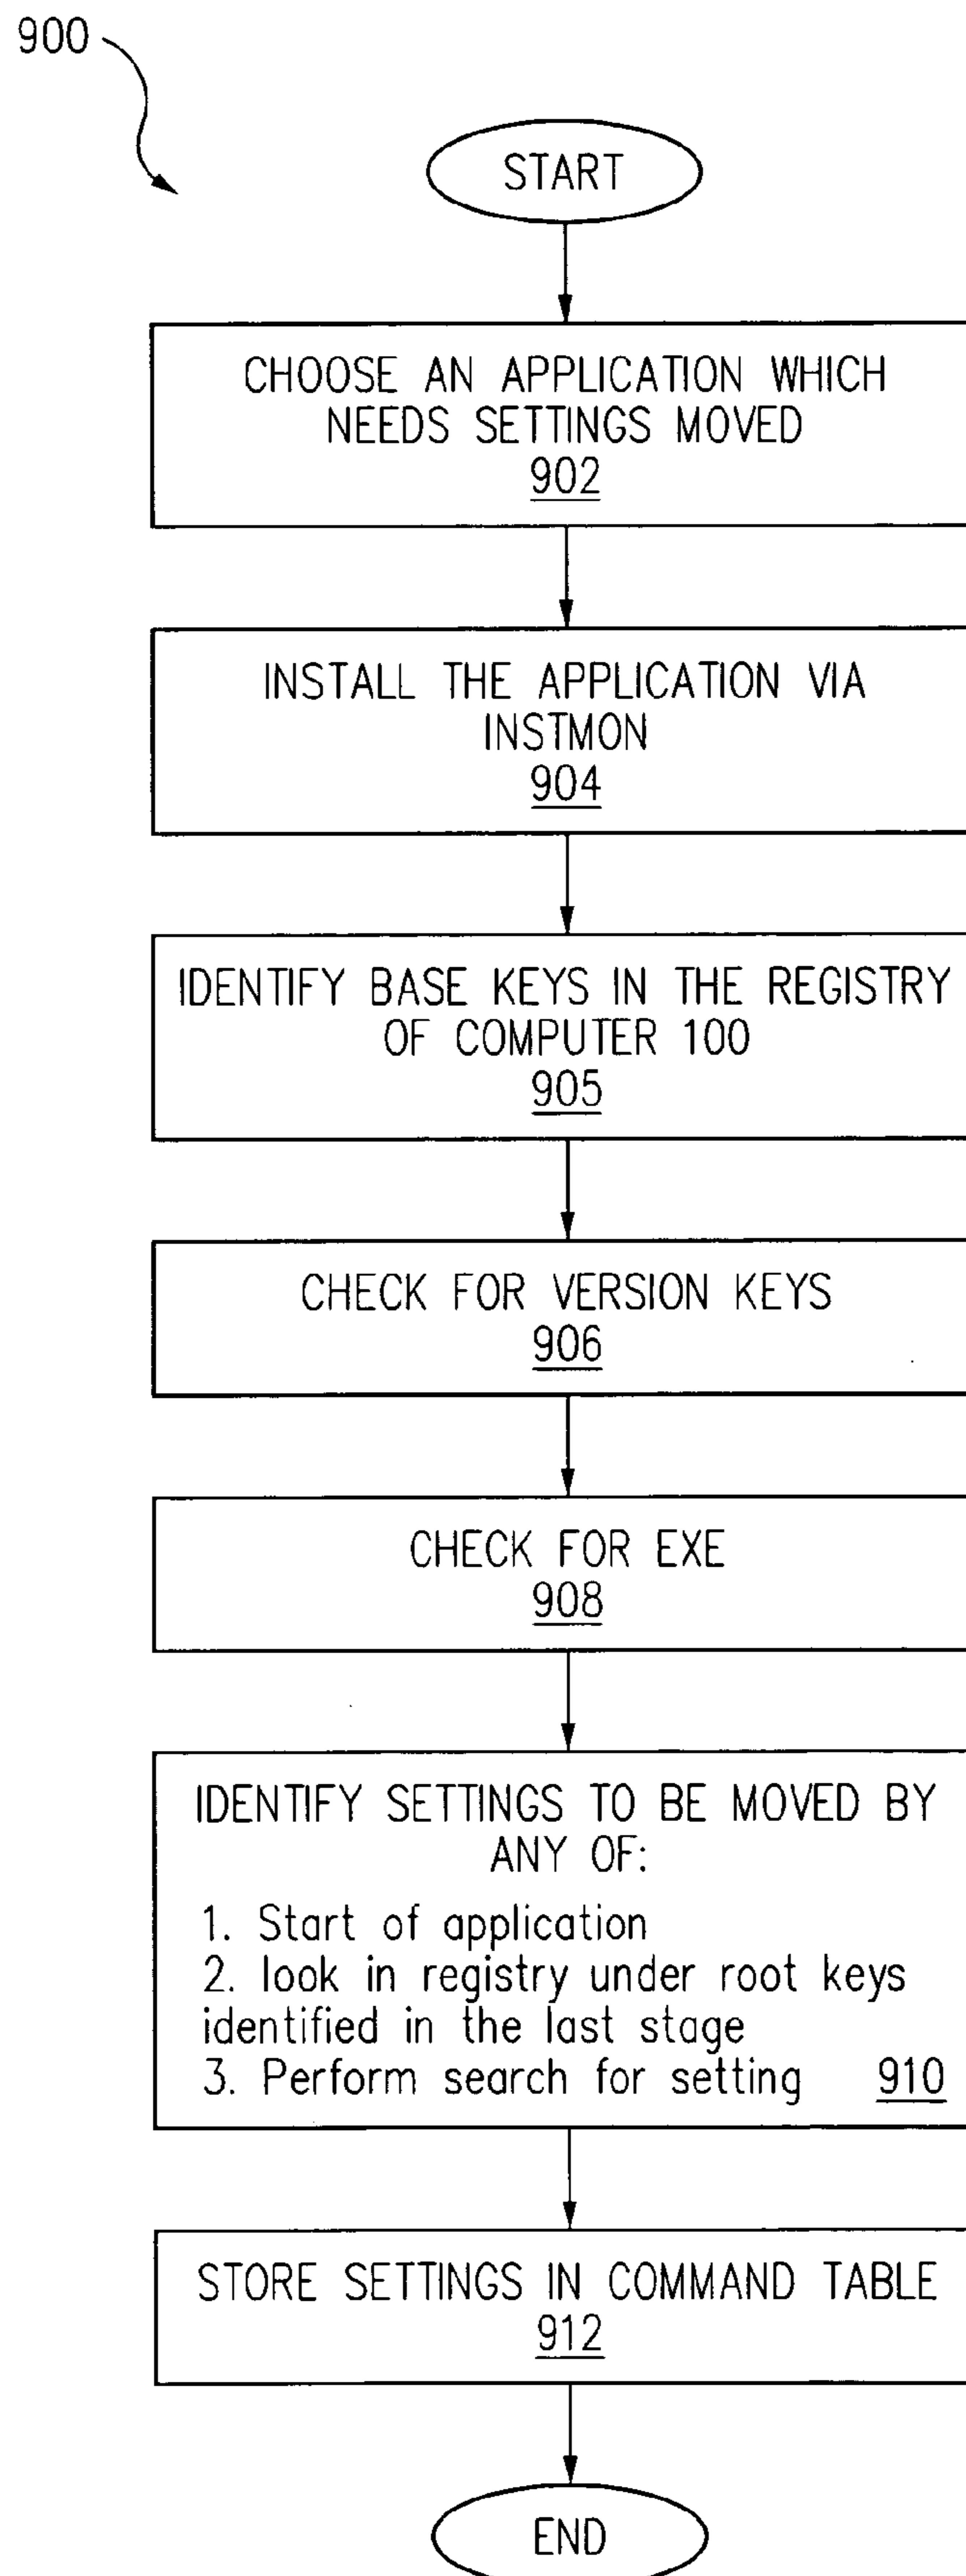 900
START
CHOOSE AN APPLICATION WHICH
NEEDS SETTINGS MOVED
902
INSTALL THE APPLICATION VIA
INSTMON
904
IDENTIFY BASE KEYS IN THE REGISTRY
OF COMPUTER 100
905
CHECK FOR VERSION KEYS
906
CHECK FOR EXE
908
IDENTIFY SETTINGS TO BE MOVED BY
ANY OF:
1. Start of application
2. look in registry under root keys
identified in the last stage
3. Perform search for setting 910
STORE SETTINGS IN COMMAND TABLE
912
END